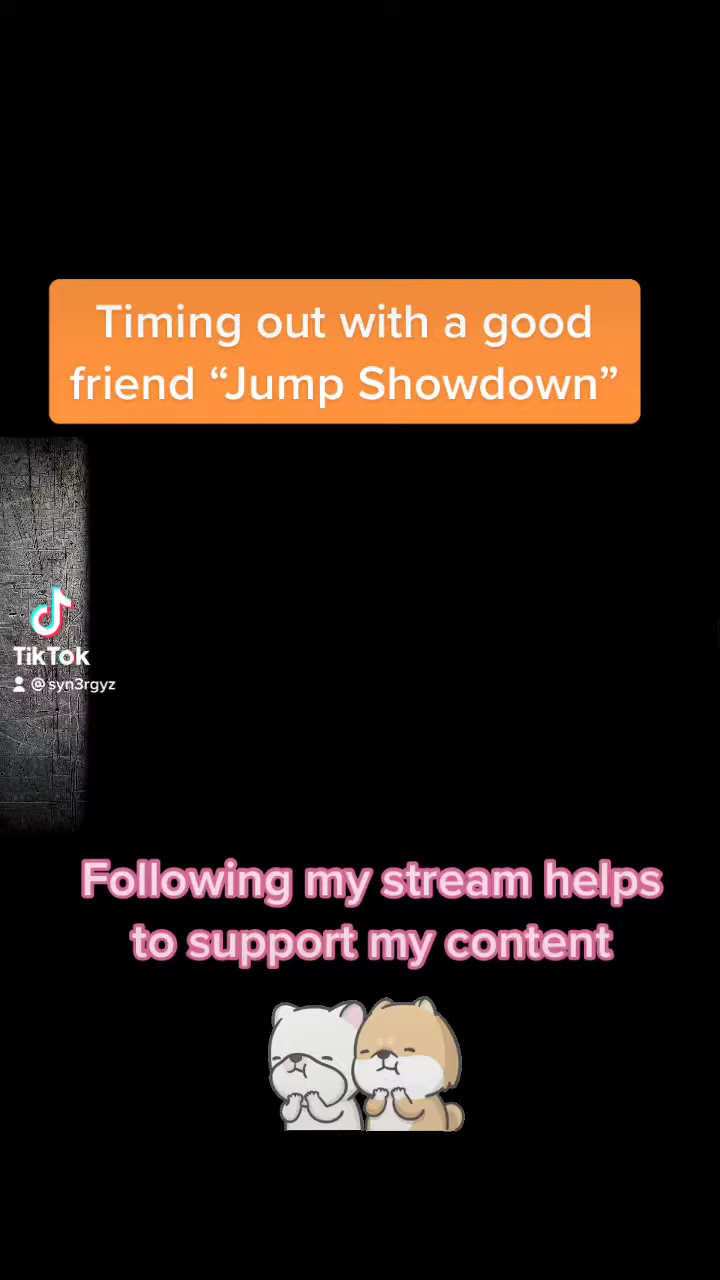 Timing out with a good
friend “Jump Showdown”
TikTok
@syn3rgyz
Following my stream helps
to support my content